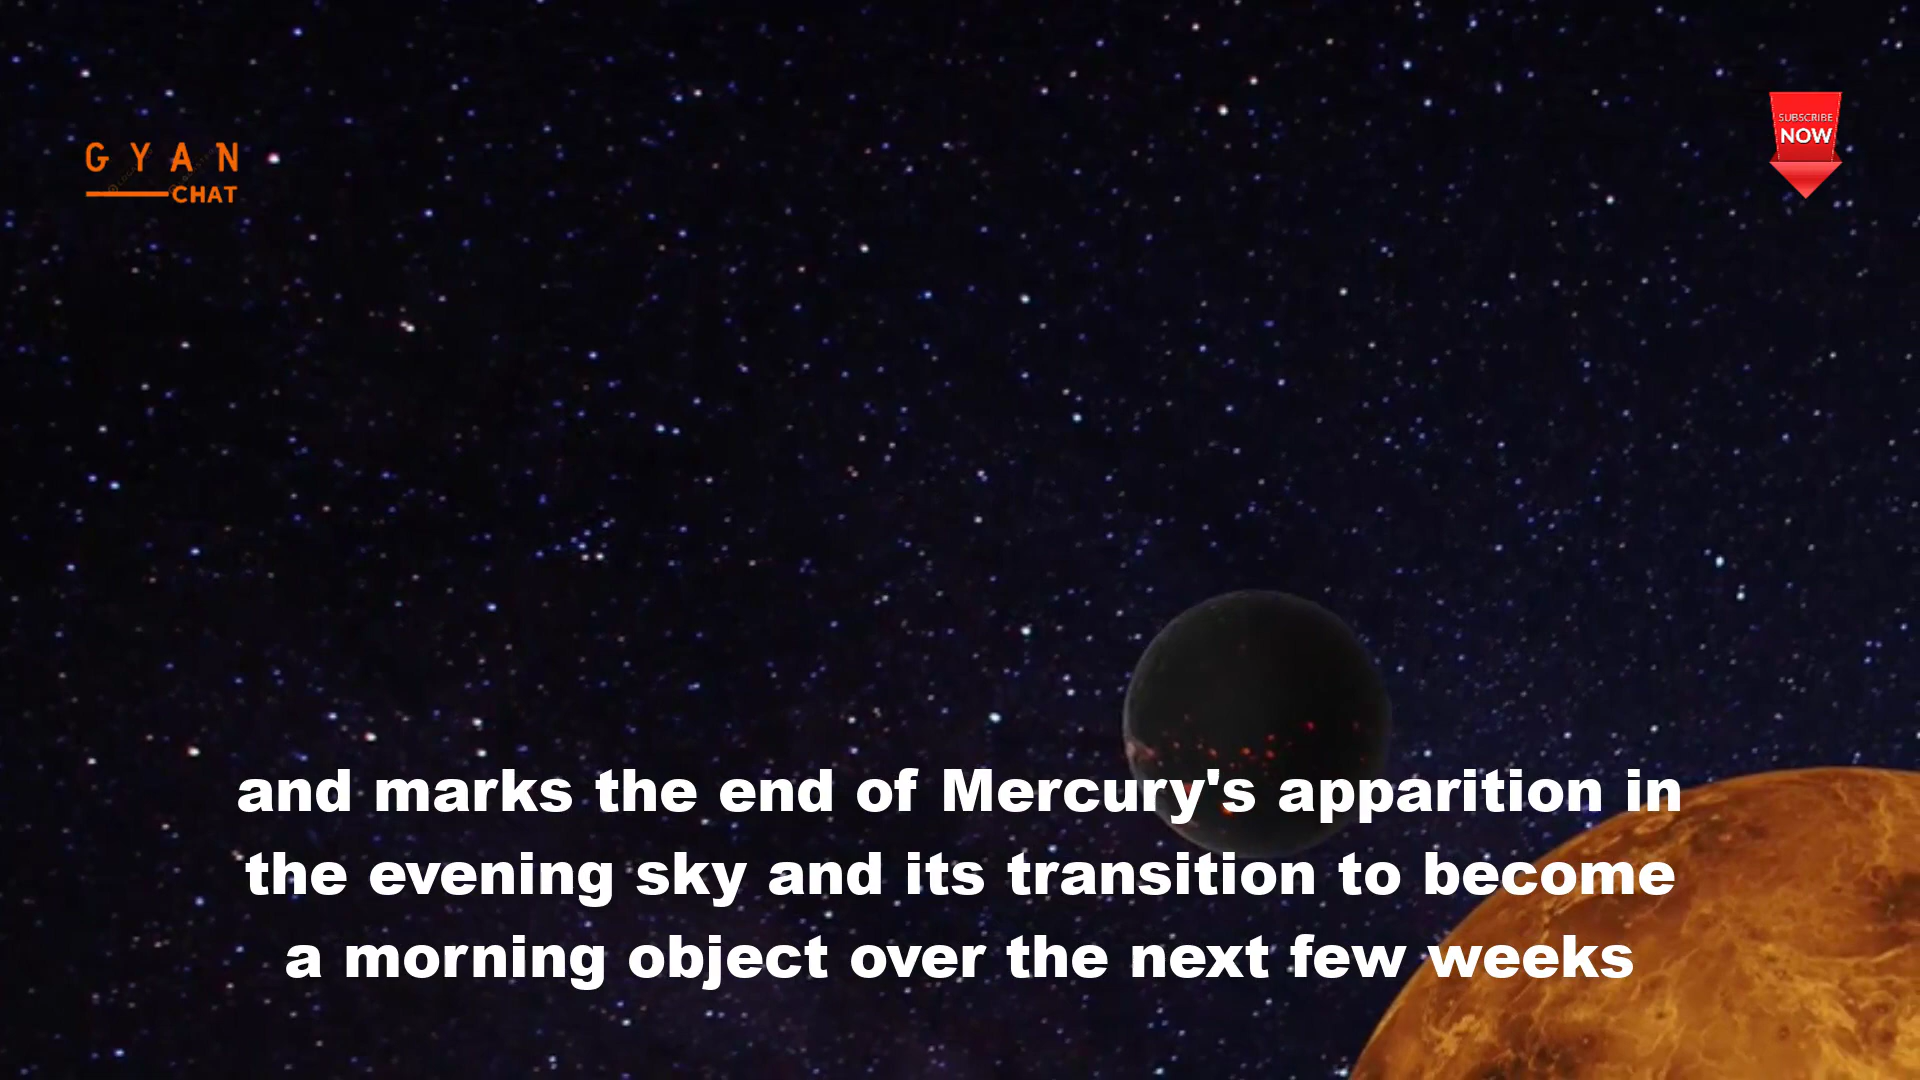 GYAN
CHAT
SUBSCRIBE
NOW
and marks the end of Mercury's apparition in
the evening sky and its transition to become
a morning object over the next few weeks